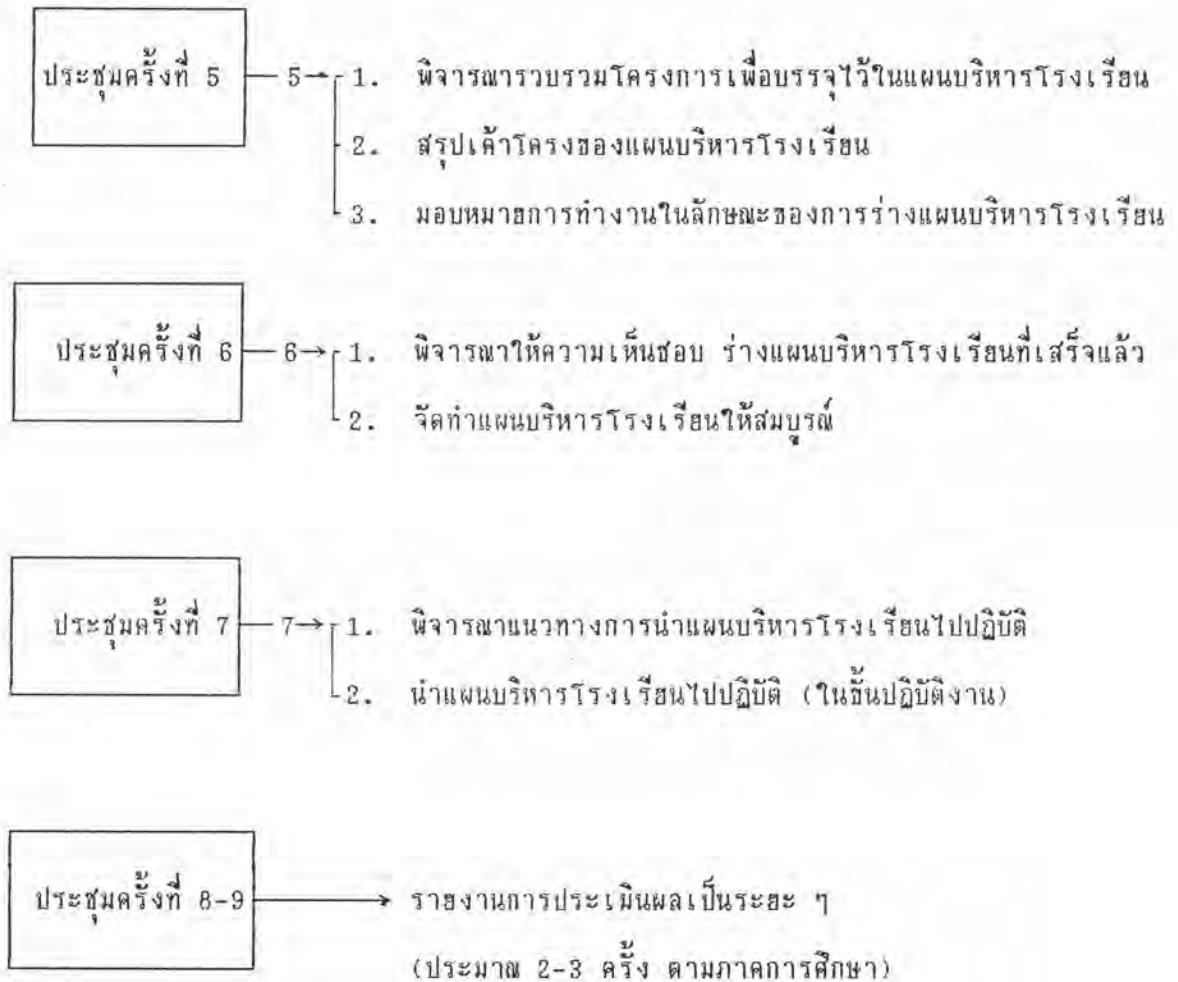 ประชุมครั้งที่ 5 5 1. พิจารณารวบรวมโครงการเพื่อบรรจุไว้ในแผนบริหารโรงเรียน
2. สรุปเค้าโครงของแผนบริหารโรงเรียน
3. มอบหมายการทำงานในลักษณะของการร่างแผนบริหารโรงเรียน
ประชุมครั้งที่ 6 6 1. พิจารณาให้ความเห็นชอบ ร่างแผนบริหารโรงเรียนที่เสร็จแล้ว
2. จัดทำแผนบริหารโรงเรียนให้สมบูรณ์
ประชุมครั้งที่ 7 7 1. พิจารณาแนวทางการนำแผนบริหารโรงเรียนไปปฏิบัติ
2. นำแผนบริหารโรงเรียนไปปฏิบัติ (ในขั้นปฏิบัติงาน)
ประชุมครั้งที่ 8-9 รายงานการประเมินผลเป็นระยะ ๆ
(ประมาณ 2-3 ครั้ง ตามภาคการศึกษา)